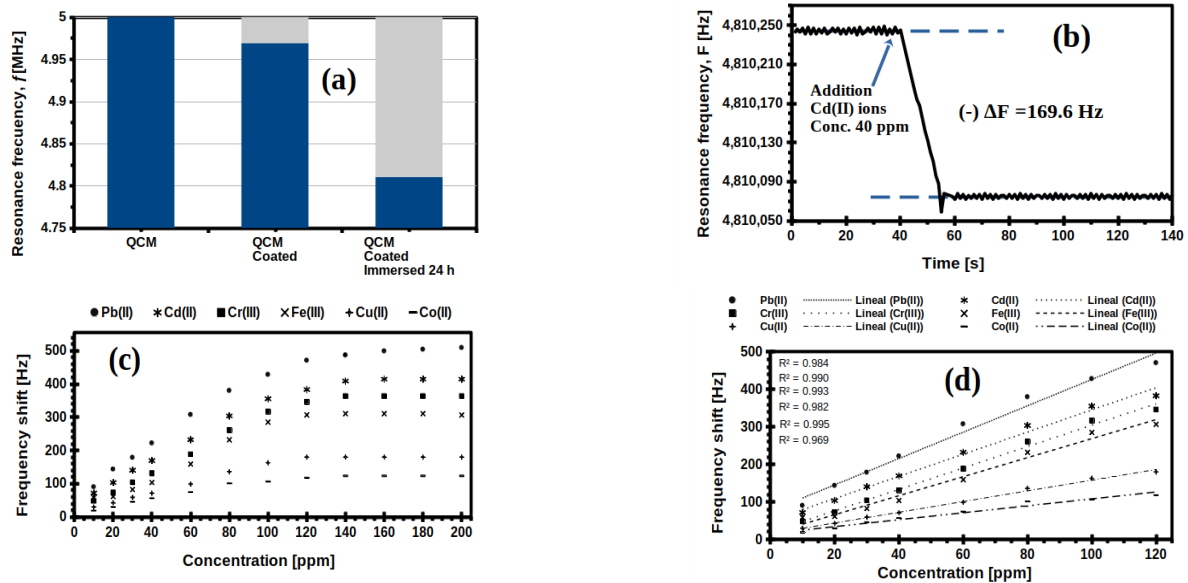 Resonance frecuency, f [MHz]
5
4.95
4.9
4.85
4.8
4.75
(a)
QCM
QCM
Coated
QCM
Coated
Immersed 24 h
Resonance frequency, F [Hz]
4,810,250
4,810,210
4,810,170
4,810,130
4,810,090
4,810,050
(b)
Addition
Cd(II) ions
Conc. 40 ppm
(-) ΔF =169.6 Hz
0 20 40 60 80 100 120 140
Time [s]
Pb(II) Cd(II) Cr(III) Fe(III) Cu(II) Co(II)
Frequency shift [Hz]
500
400
300
200
100
0
(c)
0 20 40 60 80 100 120 140 160 180 200
Concentration [ppm]
Pb(II) Lineal (Pb(II)) Cd(II) Lineal (Cd(II))
Cr(III) Lineal (Cr(III)) Fe(III) Lineal (Fe(III))
Cu(II) Lineal (Cu(II)) Co(II) Lineal (Co(II))
Frequency shift [Hz]
500
400
300
200
100
0
R² = 0.984
R² = 0.990
R² = 0.993
R² = 0.982
R² = 0.995
R² = 0.969
(d)
0 20 40 60 80 100 120
Concentration [ppm]